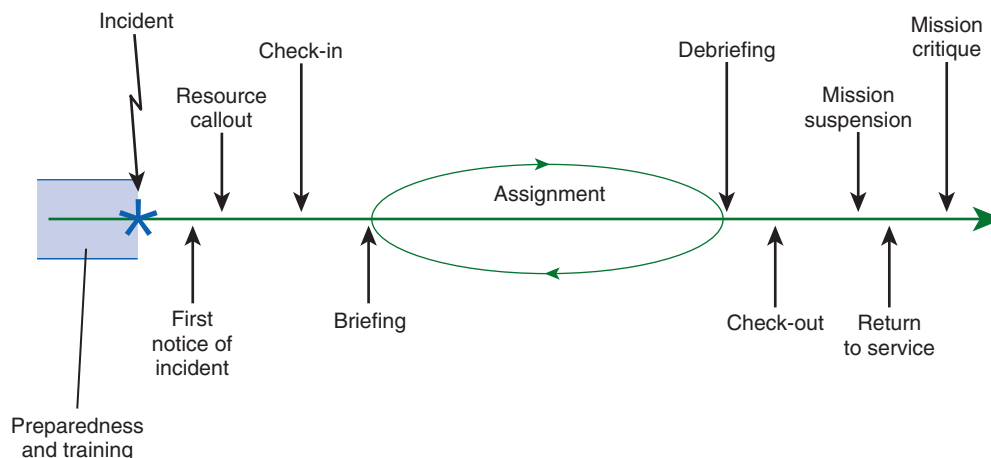 Incident
Check-in
Resource
callout
Debriefing
Mission
critique
Mission
suspension
Assignment
First
notice of
incident
Briefing
Check-out
Return
to service
Preparedness
and training